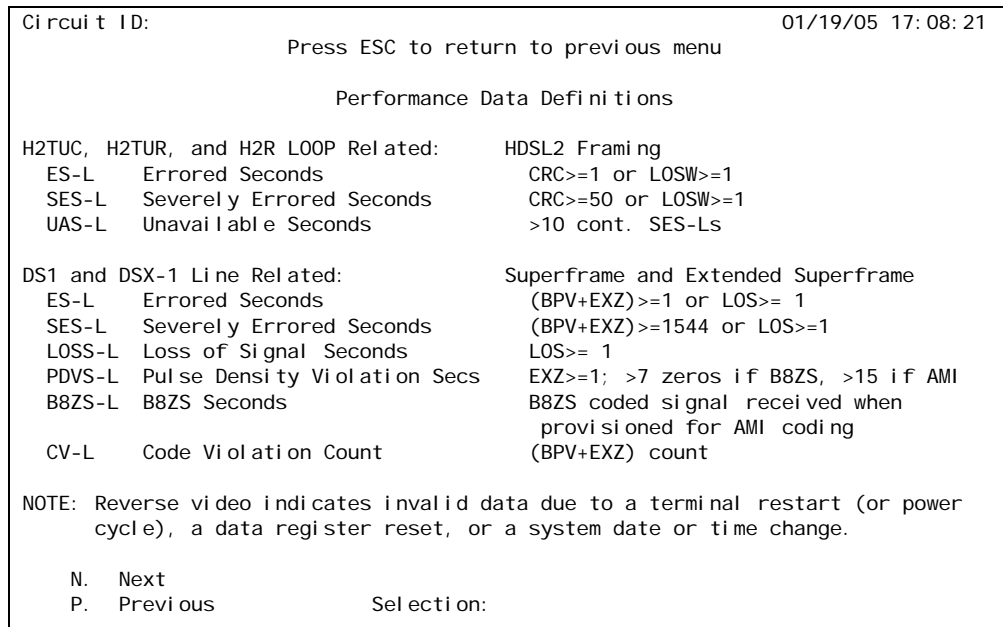 Circuit ID: 01/19/05 17:08:21
Press ESC to return to previous menu
Performance Data Definitions
H2TUC, H2TUR, and H2R LOOP Related: HDSL2 Framing
ES-L Errored Seconds CRC>=1 or LOSW>=1
SES-L Severely Errored Seconds CRC>=50 or LOSW>=1
UAS-L Unavailable Seconds >10 cont. SES-Ls
DS1 and DSX-1 Line Related: Superframe and Extended Superframe
ES-L Errored Seconds (BPV+EXZ)>=1 or LOS>= 1
SES-L Severely Errored Seconds (BPV+EXZ)>=1544 or LOS>=1
LOSS-L Loss of Signal Seconds LOS>= 1
PDVS-L Pulse Density Violation Secs EXZ>=1; >7 zeros if B8ZS, >15 if AMI
B8ZS-L B8ZS Seconds B8ZS coded signal received when
provisioned for AMI coding
CV-L Code Violation Count (BPV+EXZ) count
NOTE: Reverse video indicates invalid data due to a terminal restart (or power
cycle), a data register reset, or a system date or time change.
N. Next
P. Previous Selection: